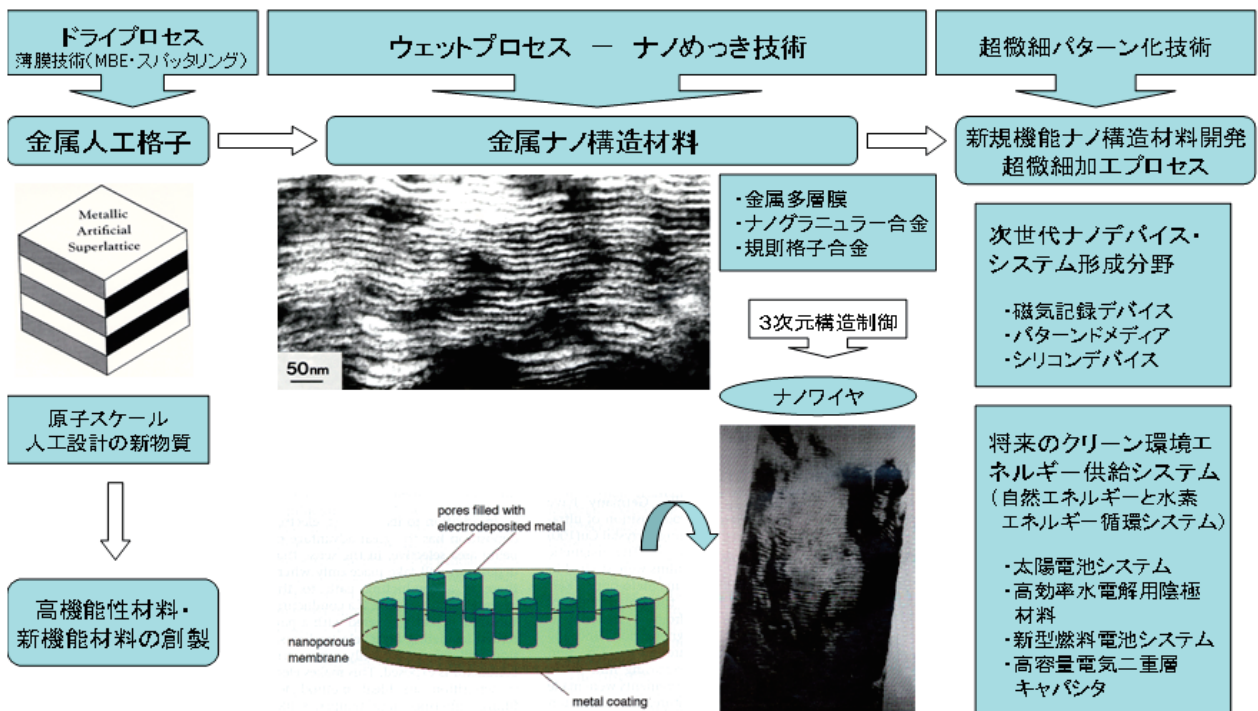 ドライプロセス
薄膜技術(MBE・スパッタリング)
ウェットプロセス － ナノめっき技術
超微細パターン化技術
金属人工格子
金属ナノ構造材料
新規機能ナノ構造材料開発
超微細加工プロセス
Metallic
Artificial
Superlattice
50nm
・金属多層膜
・ナノグラニュラー合金
・規則格子合金
3次元構造制御
ナノワイヤ
次世代ナノデバイス・
システム形成分野
・磁気記録デバイス
・パターンドメディア
・シリコンデバイス
原子スケール
人工設計の新物質
高機能性材料・
新機能材料の創製
pores filled with
electrodeposited metal
nanoporous
membrane
metal coating
将来のクリーン環境エ
ネルギー供給システム
(自然エネルギーと水素
エネルギー循環システム)
・太陽電池システム
・高効率水電解用陰極
材料
・新型燃料電池システム
・高容量電気二重層
キャパシタ